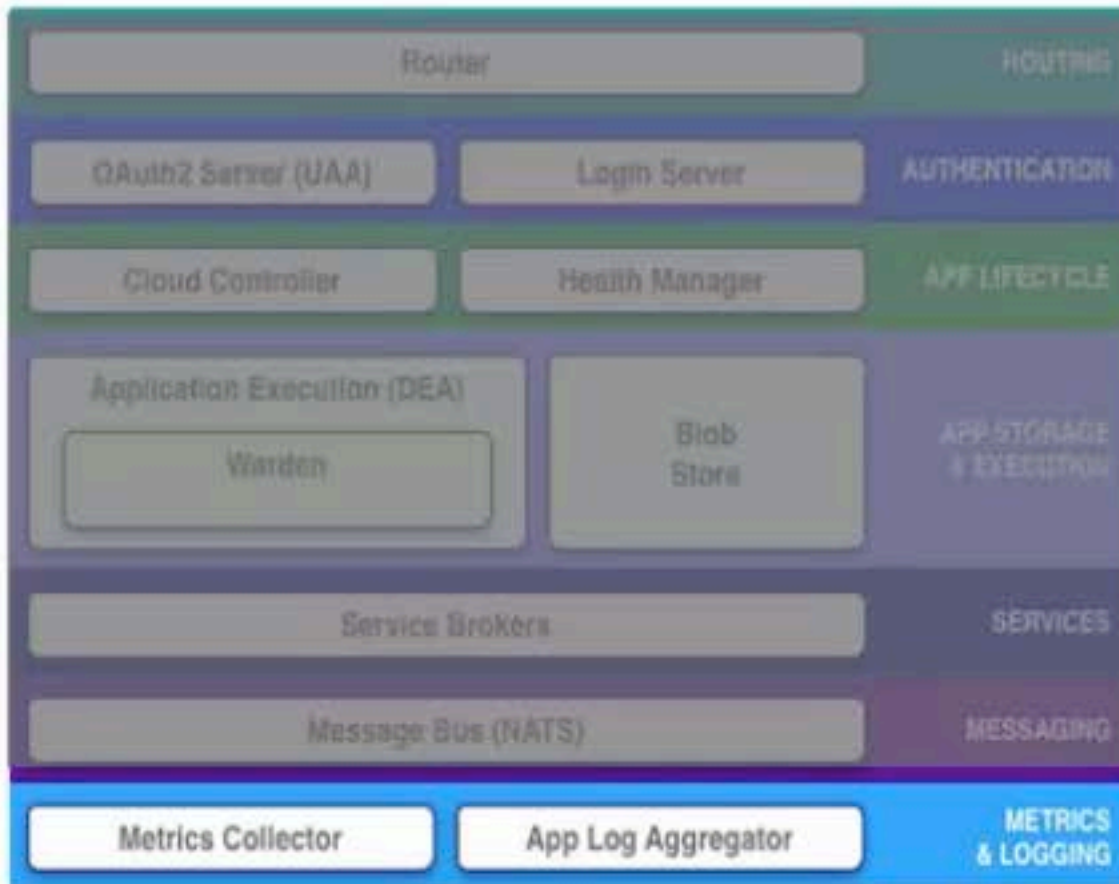 Router
ROUTING
OAuth2 Server (UAA)
Login Server
AUTHENTICATION
Cloud Controller
Health Manager
APP LIFECYCLE
Application Execution (DEA)
Warden
Blob
Store
APP STORAGE
& EXECUTION
Service Brokers
SERVICES
Message Bus (NATS)
MESSAGING
Metrics Collector
App Log Aggregator
METRICS
& LOGGING